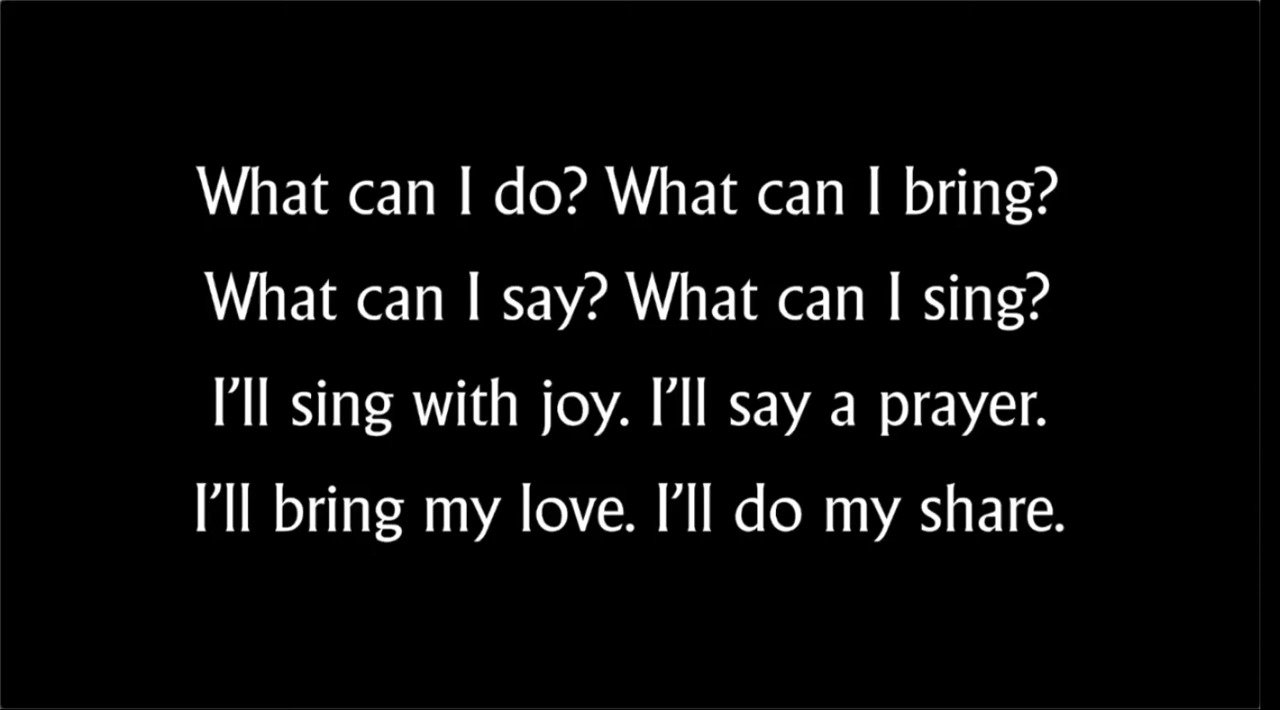 What can I do? What can I bring?
What can I say? What can I sing?
I’ll sing with joy. I’ll say a prayer.
I’ll bring my love. I’ll do my share.